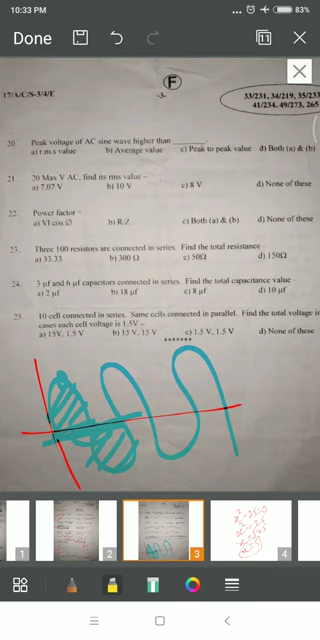 10:33 PM ... 83%
Done
17/A/C/S-3/4/E
F
-3-
33/231, 34/219, 35/233
41/234, 49/273, 265
20. Peak voltage of AC sine wave higher than ________.
a) r.m.s value b) Average value c) Peak to peak value d) Both (a) & (b)
21. 20 Max V AC, find its rms value –
a) 7.07 V b) 10 V c) 8 V d) None of these
22. Power factor –
a) VI cos Ø b) R/Z c) Both (a) & (b) d) None of these
23. Three 100 resistors are connected in series. Find the total resistance –
a) 33.33 b) 300 Ω c) 50Ω d) 150Ω
24. 3 µf and 6 µf capacitors connected in series. Find the total capacitance value –
a) 2 µf b) 18 µf c) 8 µf d) 10 µf
25. 10 cell connected in series. Same cells connected in parallel. Find the total voltage in
cases each cell voltage is 1.5V –
a) 15V, 1.5 V b) 15 V, 15 V c) 1.5 V, 1.5 V d) None of these
*******
1 2 3 4